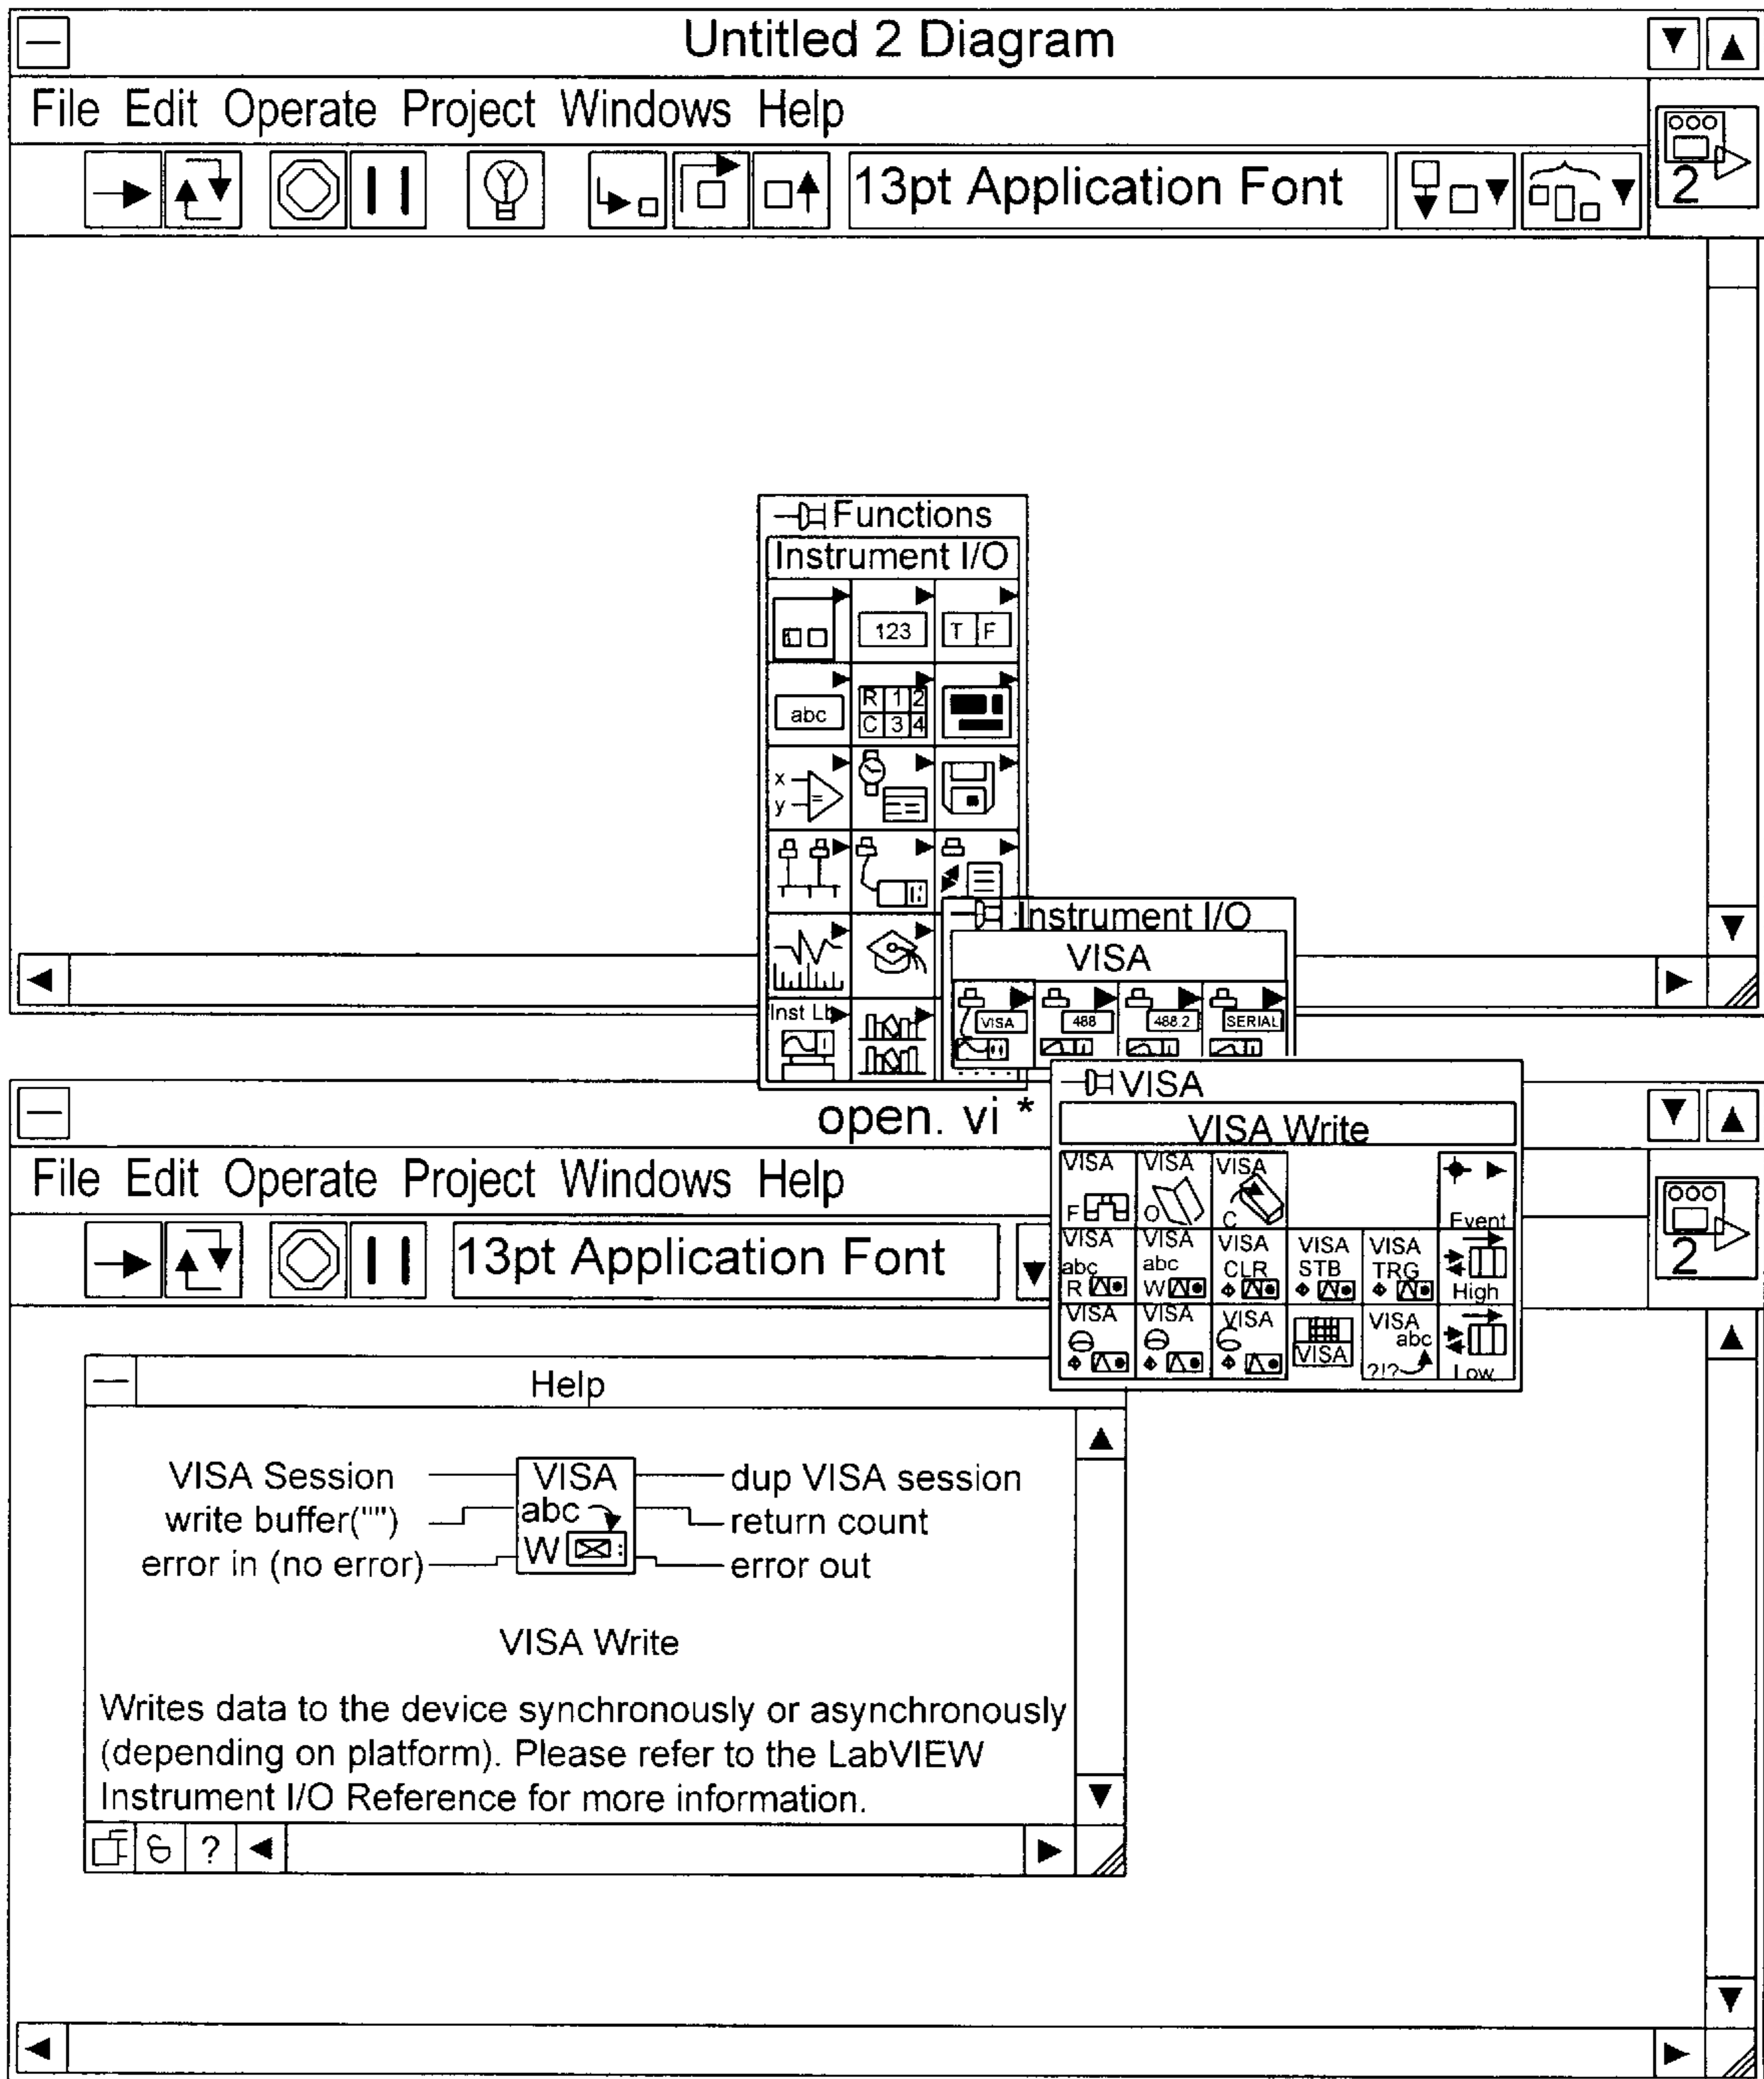 Untitled 2 Diagram
File Edit Operate Project Windows Help
13pt Application Font
2
Functions
Instrument I/O
123
T F
abc
R 1 2
C 3 4
x
y =
Instrument I/O
VISA
Inst Lb
VISA 488 488.2 SERIAL
VISA
open. vi *
VISA Write
File Edit Operate Project Windows Help
VISA VISA VISA
F O C Event
13pt Application Font
2
VISA VISA VISA VISA VISA
abc abc CLR STB TRG
R W High
VISA VISA VISA VISA
VISA abc
?!? Low
Help
VISA Session VISA dup VISA session
write buffer("") abc return count
error in (no error) W error out
VISA Write
Writes data to the device synchronously or asynchronously
(depending on platform). Please refer to the LabVIEW
Instrument I/O Reference for more information.
?